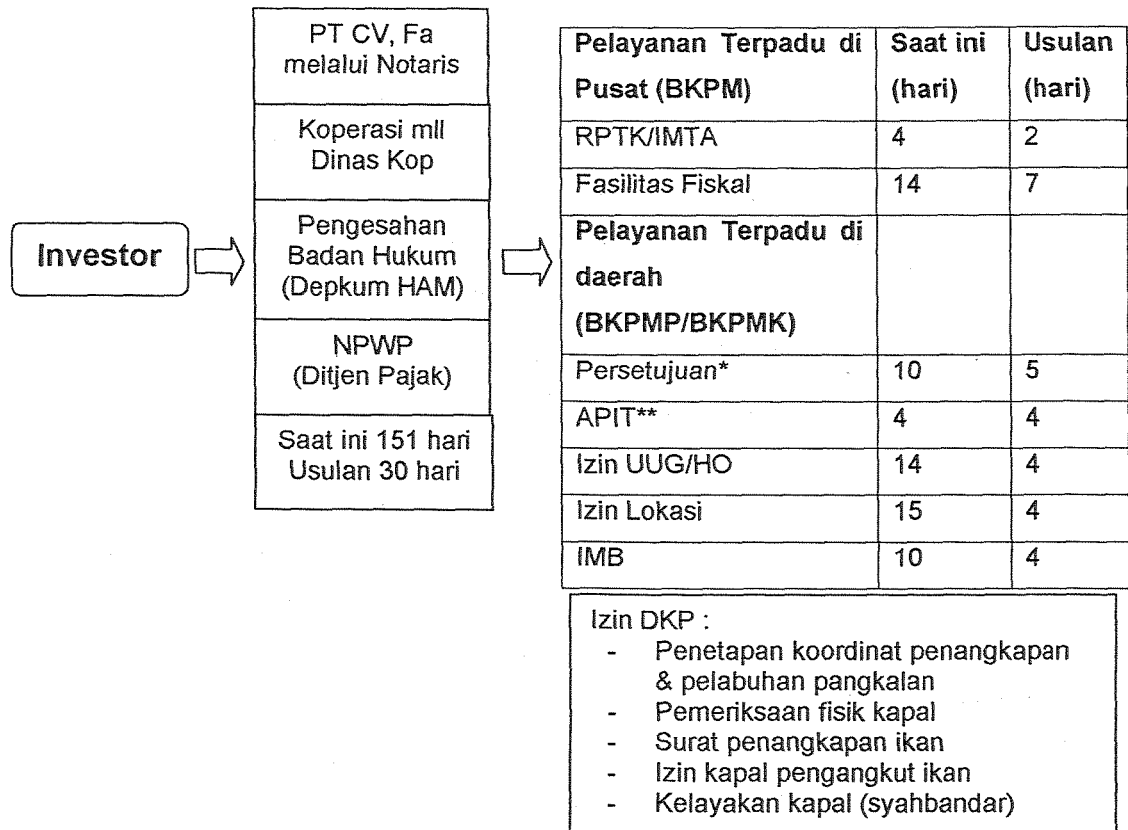 Investor
PT CV, Fa
melalui Notaris
Koperasi mll
Dinas Kop
Pengesahan
Badan Hukum
(Depkum HAM)
NPWP
(Ditjen Pajak)
Saat ini 151 hari
Usulan 30 hari
Pelayanan Terpadu di Pusat (BKPM) Saat ini (hari) Usulan (hari)
RPTK/IMTA 4 2
Fasilitas Fiskal 14 7
Pelayanan Terpadu di
daerah
(BKPMP/BKPMK)
Persetujuan* 10 5
APIT** 4 4
Izin UUG/HO 14 4
Izin Lokasi 15 4
IMB 10 4
Izin DKP :
- Penetapan koordinat penangkapan
& pelabuhan pangkalan
- Pemeriksaan fisik kapal
- Surat penangkapan ikan
- Izin kapal pengangkut ikan
- Kelayakan kapal (syahbandar)